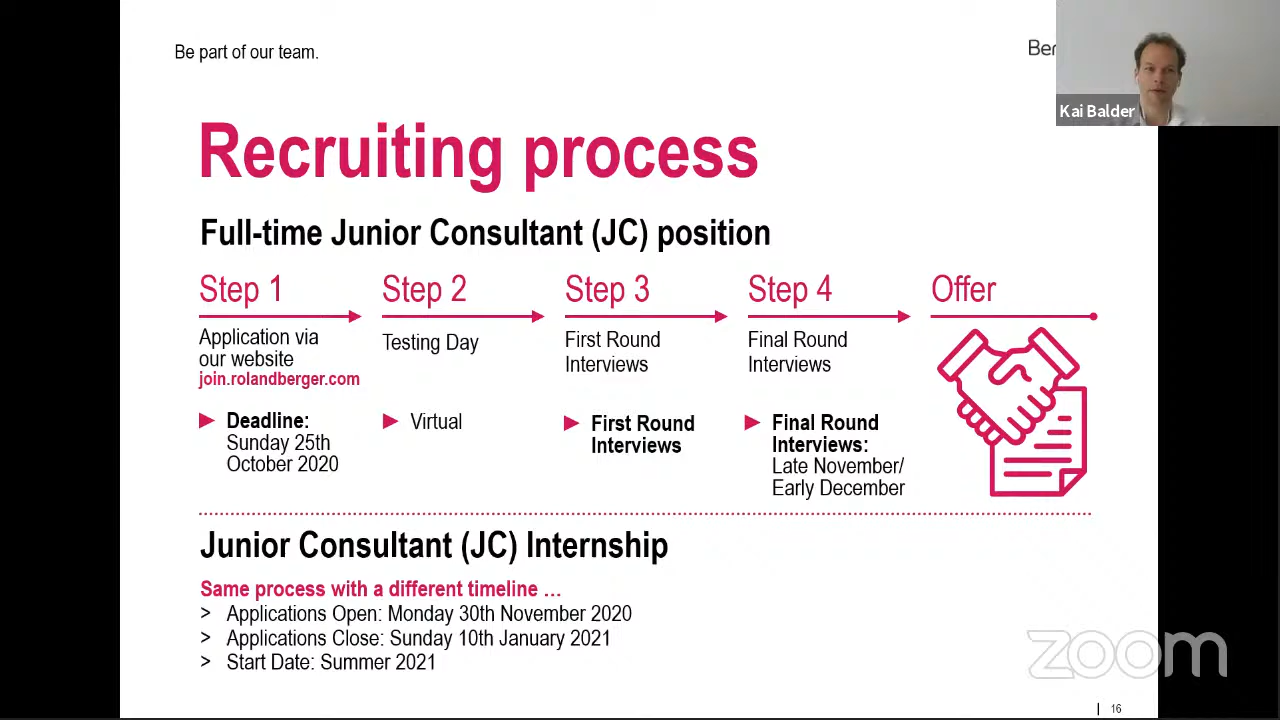 Be part of our team.
Ber
Kai Balder
Recruiting process
Full-time Junior Consultant (JC) position
Step 1
Application via
our website
join.rolandberger.com
Deadline:
Sunday 25th
October 2020
Step 2
Testing Day
Virtual
Step 3
First Round
Interviews
First Round
Interviews
Step 4
Final Round
Interviews
Final Round
Interviews:
Late November/
Early December
Offer
Junior Consultant (JC) Internship
Same process with a different timeline …
> Applications Open: Monday 30th November 2020
> Applications Close: Sunday 10th January 2021
> Start Date: Summer 2021
zoom
16